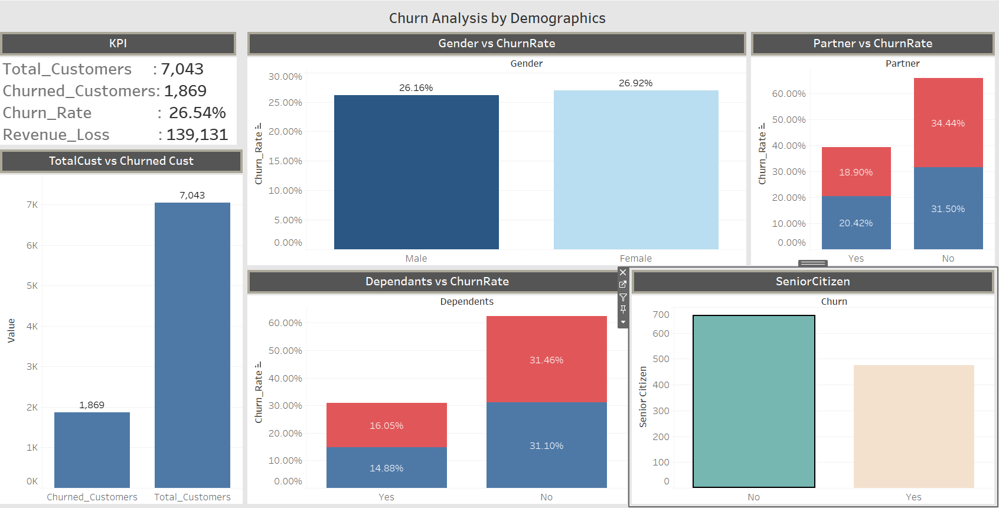 Churn Analysis by Demographics
KPI
Total_Customers : 7,043
Churned_Customers: 1,869
Churn_Rate : 26.54%
Revenue_Loss : 139,131
TotalCust vs Churned Cust
Value
7K
6K
5K
4K
3K
2K
1K
0K
1,869
7,043
Churned_Customers
Total_Customers
Gender vs ChurnRate
Gender
Churn_Rate
30.00%
25.00%
20.00%
15.00%
10.00%
5.00%
0.00%
26.16%
26.92%
Male
Female
Partner vs ChurnRate
Partner
Churn_Rate
60.00%
50.00%
40.00%
30.00%
20.00%
10.00%
0.00%
18.90%
20.42%
34.44%
31.50%
Yes
No
Dependants vs ChurnRate
Dependents
Churn_Rate
60.00%
50.00%
40.00%
30.00%
20.00%
10.00%
0.00%
16.05%
14.88%
31.46%
31.10%
Yes
No
SeniorCitizen
Churn
Senior Citizen
700
600
500
400
300
200
100
0
No
Yes